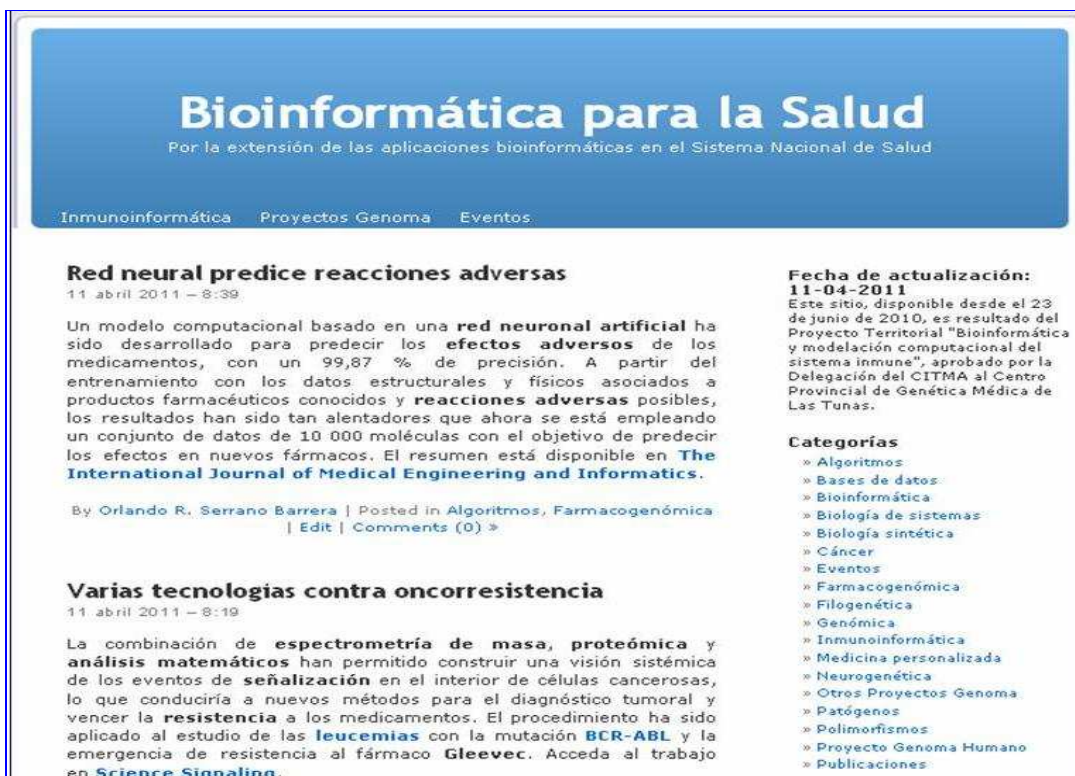 Bioinformática para la Salud
Por la extensión de las aplicaciones bioinformáticas en el Sistema Nacional de Salud
Inmunoinformática Proyectos Genoma Eventos
Red neural predice reacciones adversas
11 abril 2011 – 8:39
Un modelo computacional basado en una red neuronal artificial ha
sido desarrollado para predecir los efectos adversos de los
medicamentos, con un 99,87 % de precisión. A partir del
entrenamiento con los datos estructurales y físicos asociados a
productos farmacéuticos conocidos y reacciones adversas posibles,
los resultados han sido tan alentadores que ahora se está empleando
un conjunto de datos de 10 000 moléculas con el objetivo de predecir
los efectos en nuevos fármacos. El resumen está disponible en The
International Journal of Medical Engineering and Informatics.
By Orlando R. Serrano Barrera | Posted in Algoritmos, Farmacogenómica
| Edit | Comments (0) »
Varias tecnologias contra oncorresistencia
11 abril 2011 – 8:19
La combinación de espectrometría de masa, proteómica y
análisis matemáticos han permitido construir una visión sistémica
de los eventos de señalización en el interior de células cancerosas,
lo que conduciría a nuevos métodos para el diagnóstico tumoral y
vencer la resistencia a los medicamentos. El procedimiento ha sido
aplicado al estudio de las leucemias con la mutación BCR-ABL y la
emergencia de resistencia al fármaco Gleevec. Acceda al trabajo
en Science Signaling.
Fecha de actualización:
11-04-2011
Este sitio, disponible desde el 23
de junio de 2010, es resultado del
Proyecto Territorial "Bioinformática
y modelación computacional del
sistema inmune", aprobado por la
Delegación del CITMA al Centro
Provincial de Genética Médica de
Las Tunas.
Categorías
» Algoritmos
» Bases de datos
» Bioinformática
» Biología de sistemas
» Biología sintética
» Cáncer
» Eventos
» Farmacogenómica
» Filogenética
» Genómica
» Inmunoinformática
» Medicina personalizada
» Neurogenética
» Otros Proyectos Genoma
» Patógenos
» Polimorfismos
» Proyecto Genoma Humano
» Publicaciones